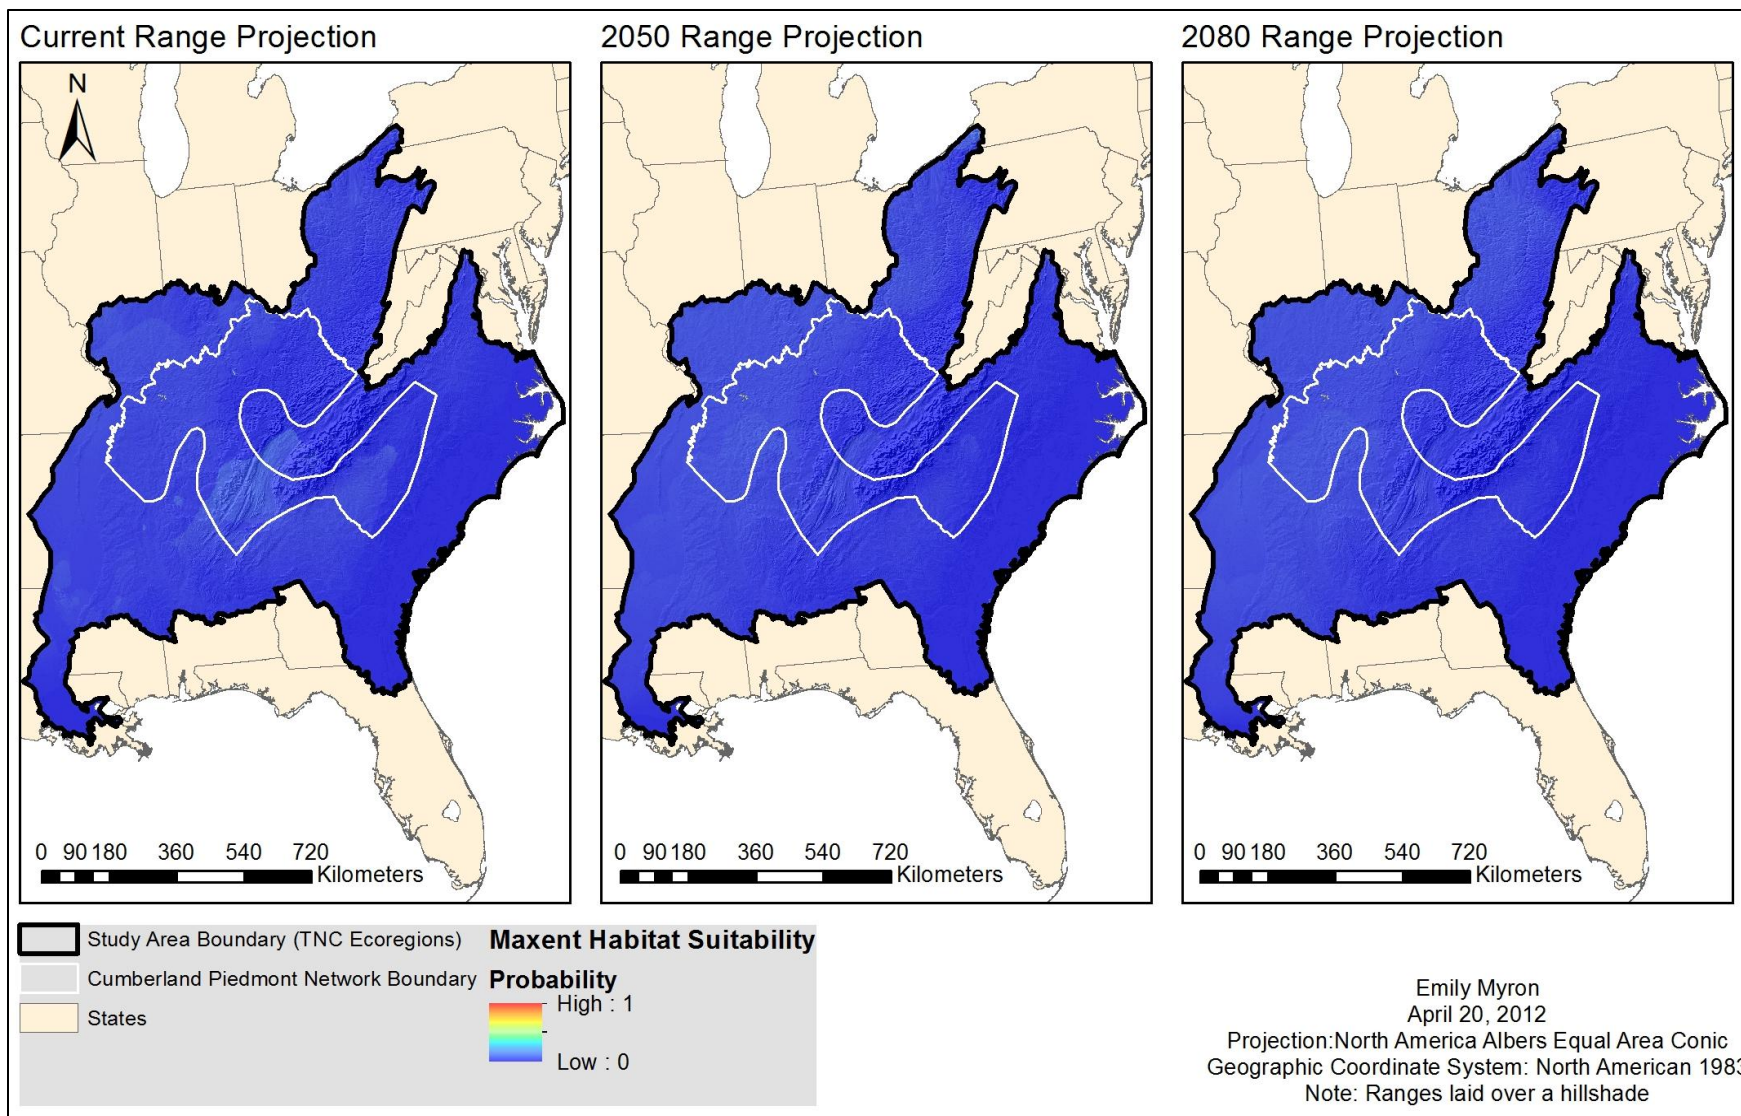 Current Range Projection
2050 Range Projection
2080 Range Projection
N
0 90 180 360 540 720
Kilometers
0 90 180 360 540 720
Kilometers
0 90 180 360 540 720
Kilometers
Study Area Boundary (TNC Ecoregions)
Cumberland Piedmont Network Boundary
States
Maxent Habitat Suitability
Probability
High : 1
Low : 0
Emily Myron
April 20, 2012
Projection:North America Albers Equal Area Conic
Geographic Coordinate System: North American 1983
Note: Ranges laid over a hillshade